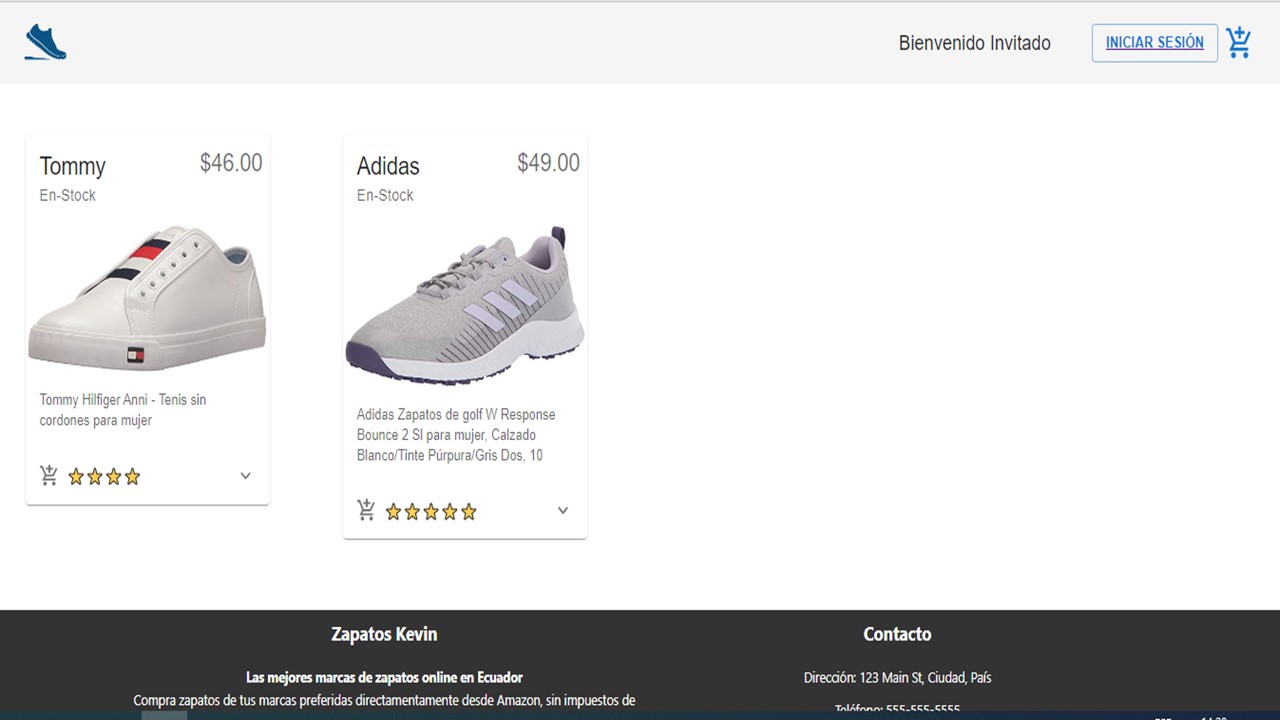 Bienvenido Invitado
INICIAR SESIÓN
Tommy
$46.00
En-Stock
Tommy Hilfiger Anni - Tenis sin
cordones para mujer
Adidas
$49.00
En-Stock
Adidas Zapatos de golf W Response
Bounce 2 Sl para mujer, Calzado
Blanco/Tinte Púrpura/Gris Dos, 10
Zapatos Kevin
Las mejores marcas de zapatos online en Ecuador
Compra zapatos de tus marcas preferidas directamentamente desde Amazon, sin impuestos de
Contacto
Dirección: 123 Main St, Ciudad, País
Teléfono: 555-555-5555